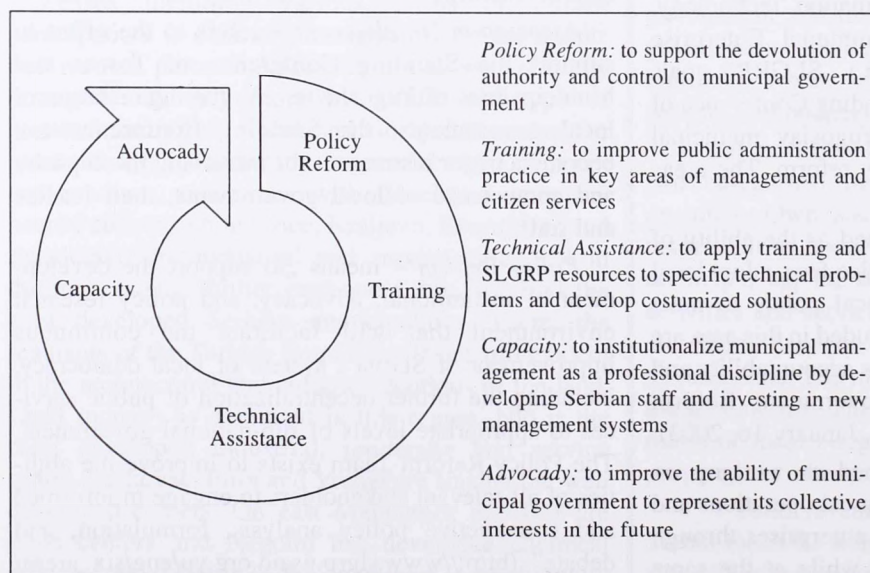 Advocady
Policy
Reform
Capacity
Training
Technical
Assistance
Policy Reform: to support the devolution of
authority and control to municipal govern-
ment
Training: to improve public administration
practice in key areas of management and
citizen services
Technical Assistance: to apply training and
SLGRP resources to specific technical prob-
lems and develop costumized solutions
Capacity: to institutionalize municipal man-
agement as a professional discipline by de-
veloping Serbian staff and investing in new
management systems
Advocady: to improve the ability of muni-
cipal government to represent its collective
interests in the future